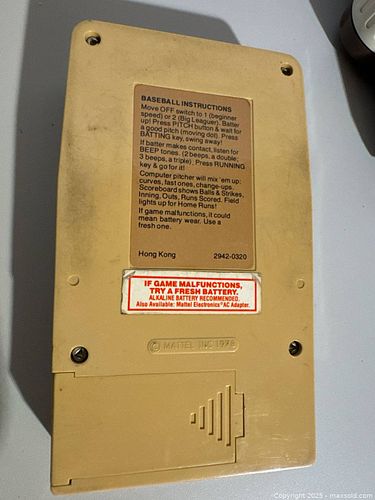 BASEBALL INSTRUCTIONS
Move OFF switch to 1 (beginner
speed) or 2 (Big Leaguer). Batter
up! Press PITCH button & wait for
a good pitch (moving dot). Press
BATTING key, swing away!
If batter makes contact, listen for
BEEP tones. (2 beeps, a double;
3 beeps, a triple). Press RUNNING
key & go for it!
Computer pitcher will mix 'em up:
curves, fast ones, change-ups.
Scoreboard shows Balls & Strikes,
Inning, Outs, Runs Scored. Field
lights up for Home Runs!
If game malfunctions, it could
mean battery wear. Use a
fresh one.
Hong Kong 2942-0320
IF GAME MALFUNCTIONS,
TRY A FRESH BATTERY.
ALKALINE BATTERY RECOMMENDED.
Also Available: Mattel Electronics® AC Adapter.
© MATTEL INC 1978
Copyright 2025 - maxsold.com